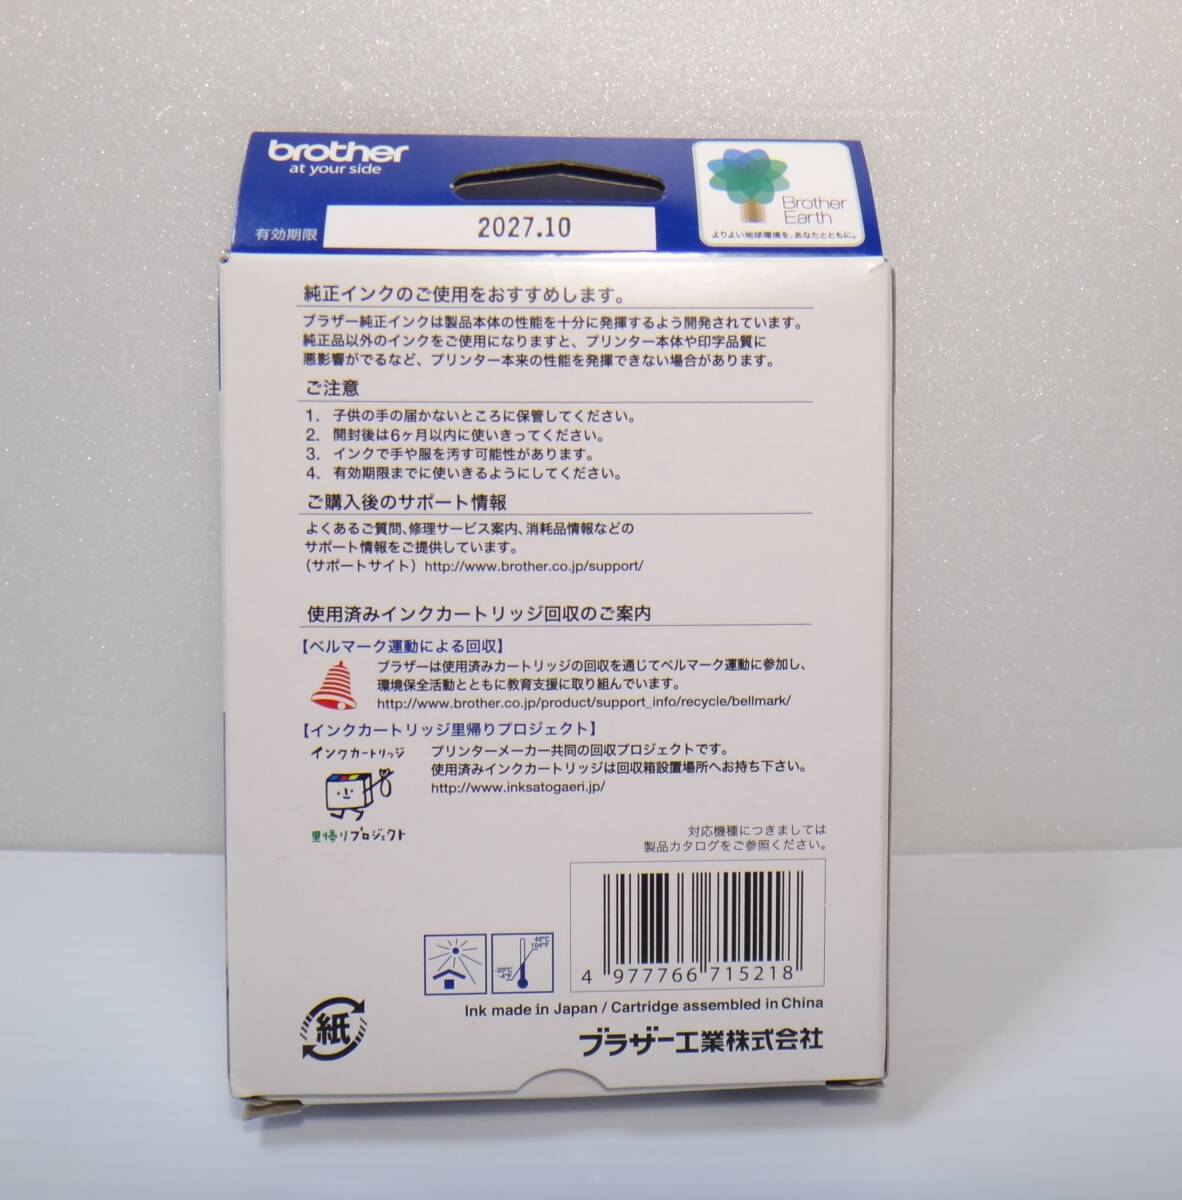 brother
at your side
有効期限
2027.10
Brother
Earth
よりよい地球環境を、あなたとともに。
純正インクのご使用をおすすめします。
ブラザー純正インクは製品本体の性能を十分に発揮するよう開発されています。
純正品以外のインクをご使用になりますと、プリンター本体や印字品質に
悪影響がでるなど、プリンター本来の性能を発揮できない場合があります。
ご注意
1. 子供の手の届かないところに保管してください。
2. 開封後は6ヶ月以内に使いきってください。
3. インクで手や服を汚す可能性があります。
4. 有効期限までに使いきるようにしてください。
ご購入後のサポート情報
よくあるご質問、修理サービス案内、消耗品情報などの
サポート情報をご提供しています。
(サポートサイト) http://www.brother.co.jp/support/
使用済みインクカートリッジ回収のご案内
【ベルマーク運動による回収】
ブラザーは使用済みカートリッジの回収を通じてベルマーク運動に参加し、
環境保全活動とともに教育支援に取り組んでいます。
http://www.brother.co.jp/product/support_info/recycle/bellmark/
【インクカートリッジ里帰りプロジェクト】
インクカートリッジ
里帰りプロジェクト
プリンターメーカー共同の回収プロジェクトです。
使用済みインクカートリッジは回収箱設置場所へお持ち下さい。
http://www.inksatogaeri.jp/
対応機種につきましては
製品カタログをご参照ください。
40℃
104°F
-20℃
-4°F
4 977766 715218
Ink made in Japan / Cartridge assembled in China
紙
ブラザー工業株式会社